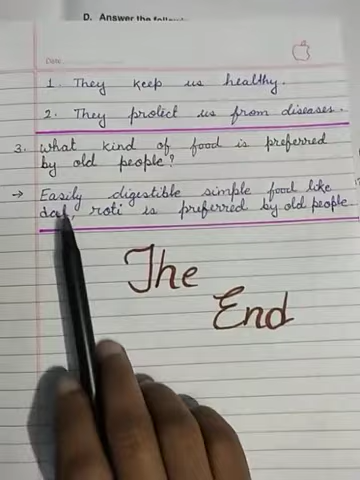 D. Answer the
Date
1. They keep us healthy.
2. They protect us from diseases.
3. What kind of food is preferred
by old people?
→ Easily digestible simple food like
dal, roti is preferred by old people.
The
End